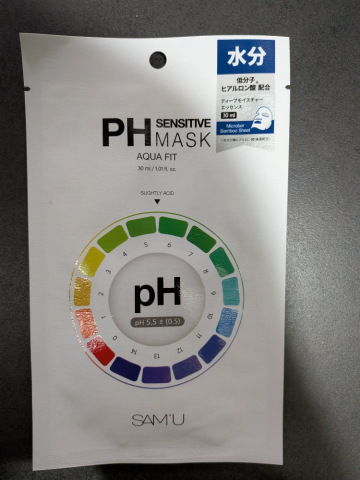 水分
低分子*
ヒアルロン酸 配合
ディープモイスチャー
エッセンス
30 ml
Microfiber
Bamboo Sheet
PH SENSITIVE
MASK
AQUA FIT
30 ml / 1.01 fl. oz.
SLIGHTLY ACID
0 1 2 3 4 5 6 7 8 9 10 11 12 13 14
pH
pH 5.5 ± (0.5)
SAM'U